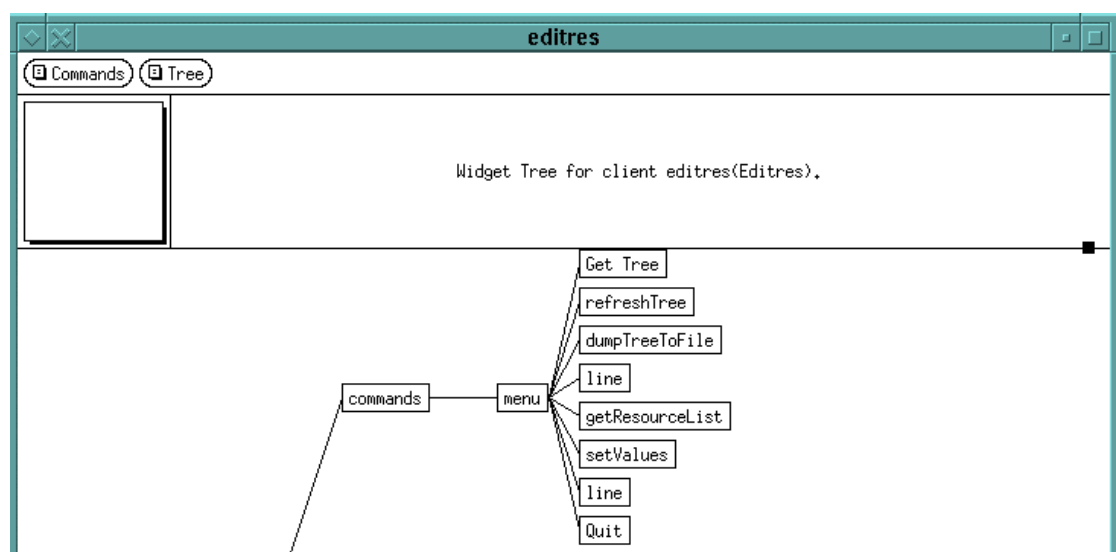 editres
Commands Tree
Widget Tree for client editres(Editres).
Get Tree
refreshTree
dumpTreeToFile
line
commands menu
getResourceList
setValues
line
Quit